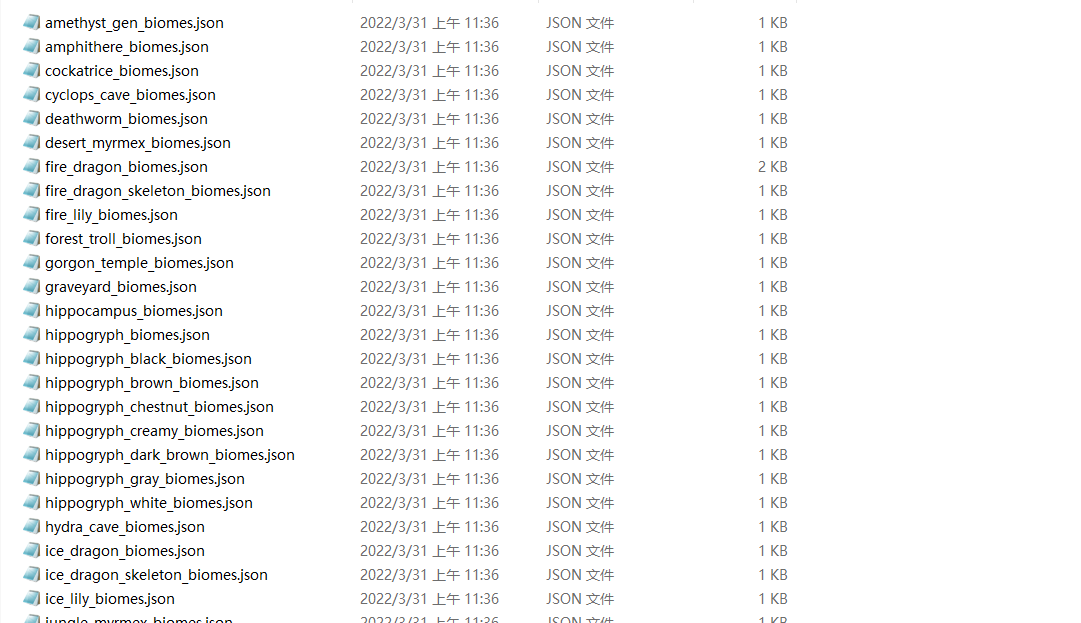 amethyst_gen_biomes.json 2022/3/31 上午 11:36 JSON 文件 1 KB
amphithere_biomes.json 2022/3/31 上午 11:36 JSON 文件 1 KB
cockatrice_biomes.json 2022/3/31 上午 11:36 JSON 文件 1 KB
cyclops_cave_biomes.json 2022/3/31 上午 11:36 JSON 文件 1 KB
deathworm_biomes.json 2022/3/31 上午 11:36 JSON 文件 1 KB
desert_myrmex_biomes.json 2022/3/31 上午 11:36 JSON 文件 1 KB
fire_dragon_biomes.json 2022/3/31 上午 11:36 JSON 文件 2 KB
fire_dragon_skeleton_biomes.json 2022/3/31 上午 11:36 JSON 文件 1 KB
fire_lily_biomes.json 2022/3/31 上午 11:36 JSON 文件 1 KB
forest_troll_biomes.json 2022/3/31 上午 11:36 JSON 文件 1 KB
gorgon_temple_biomes.json 2022/3/31 上午 11:36 JSON 文件 1 KB
graveyard_biomes.json 2022/3/31 上午 11:36 JSON 文件 1 KB
hippocampus_biomes.json 2022/3/31 上午 11:36 JSON 文件 1 KB
hippogryph_biomes.json 2022/3/31 上午 11:36 JSON 文件 1 KB
hippogryph_black_biomes.json 2022/3/31 上午 11:36 JSON 文件 1 KB
hippogryph_brown_biomes.json 2022/3/31 上午 11:36 JSON 文件 1 KB
hippogryph_chestnut_biomes.json 2022/3/31 上午 11:36 JSON 文件 1 KB
hippogryph_creamy_biomes.json 2022/3/31 上午 11:36 JSON 文件 1 KB
hippogryph_dark_brown_biomes.json 2022/3/31 上午 11:36 JSON 文件 1 KB
hippogryph_gray_biomes.json 2022/3/31 上午 11:36 JSON 文件 1 KB
hippogryph_white_biomes.json 2022/3/31 上午 11:36 JSON 文件 1 KB
hydra_cave_biomes.json 2022/3/31 上午 11:36 JSON 文件 1 KB
ice_dragon_biomes.json 2022/3/31 上午 11:36 JSON 文件 1 KB
ice_dragon_skeleton_biomes.json 2022/3/31 上午 11:36 JSON 文件 1 KB
ice_lily_biomes.json 2022/3/31 上午 11:36 JSON 文件 1 KB
jungle_myrmex_biomes.json 2022/3/31 上午 11:36 JSON 文件 1 KB